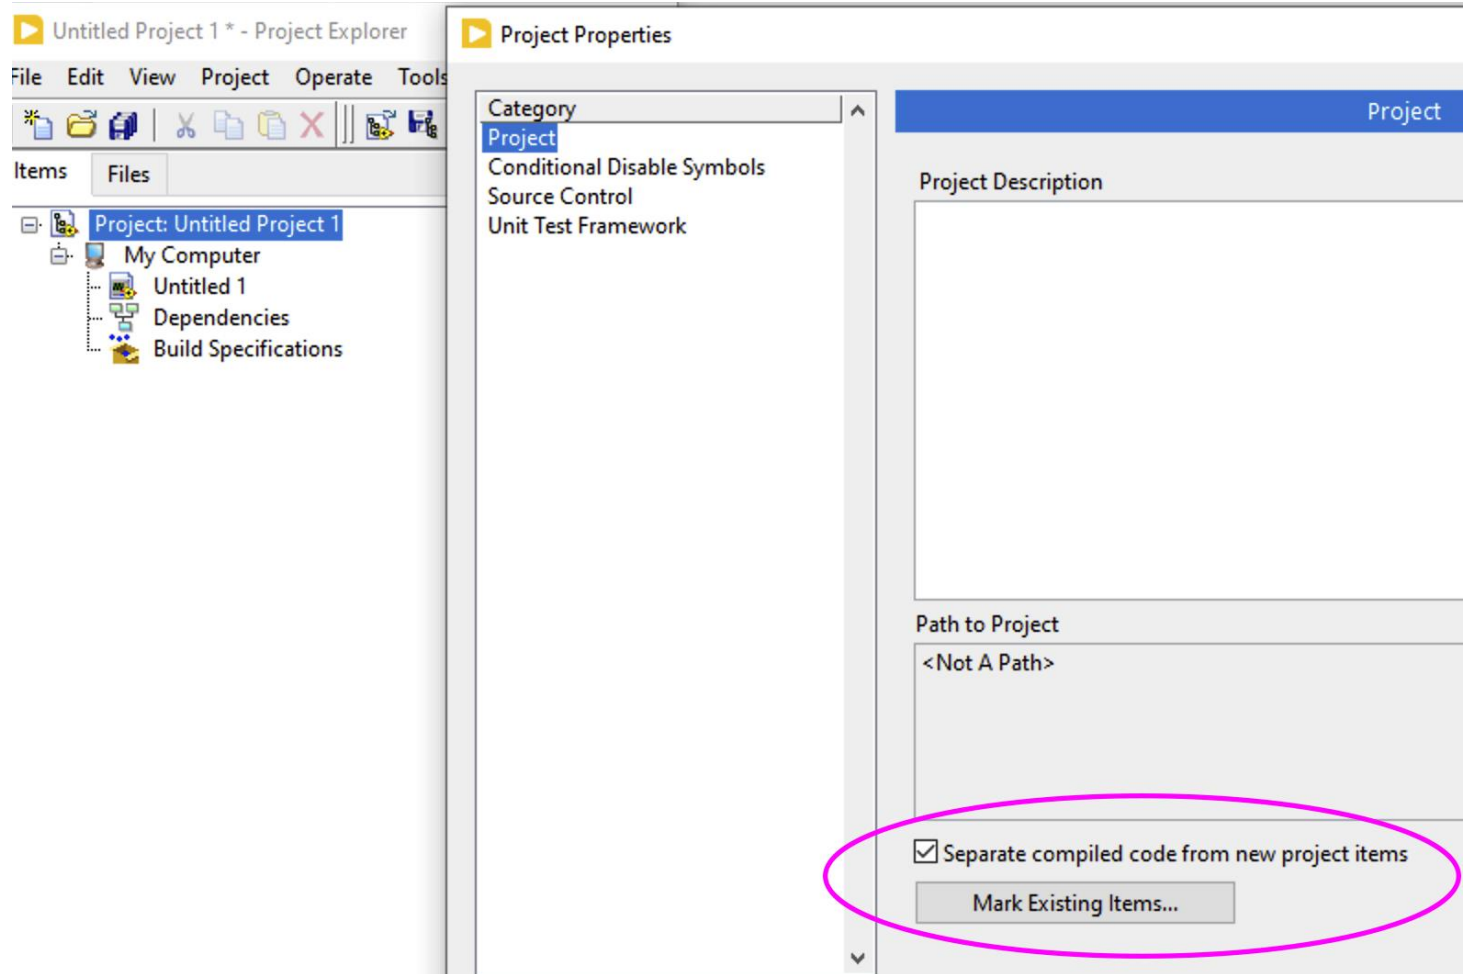 Untitled Project 1 * - Project Explorer
File Edit View Project Operate Tools
Items Files
Project: Untitled Project 1
My Computer
Untitled 1
Dependencies
Build Specifications
Project Properties
Category
Project
Conditional Disable Symbols
Source Control
Unit Test Framework
Project
Project Description
Path to Project
<Not A Path>
Separate compiled code from new project items
Mark Existing Items...